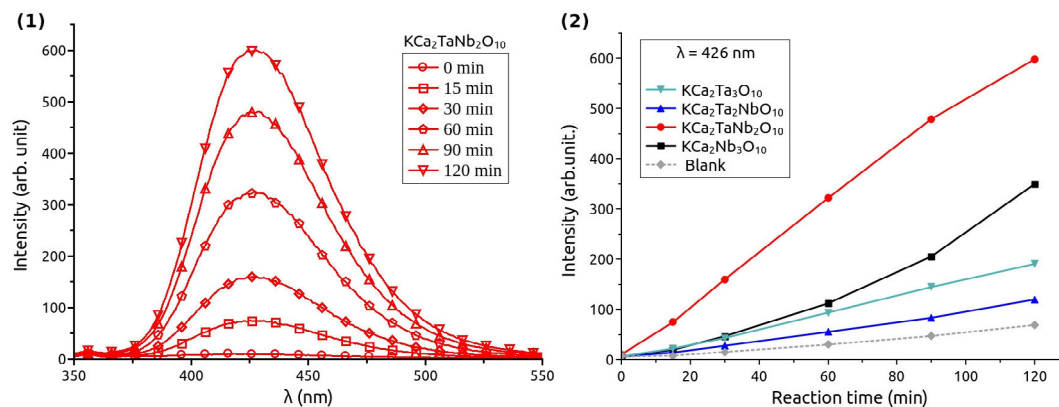 (1)
KCa₂TaNb₂O₁₀
0 min
15 min
30 min
60 min
90 min
120 min
600
500
400
300
200
100
0
350 400 450 500 550
Intensity (arb. unit)
λ (nm)
(2)
λ = 426 nm
KCa₂Ta₃O₁₀
KCa₂Ta₂NbO₁₀
KCa₂TaNb₂O₁₀
KCa₂Nb₃O₁₀
Blank
600
500
400
300
200
100
0
0 20 40 60 80 100 120
Intensity (arb.unit.)
Reaction time (min)